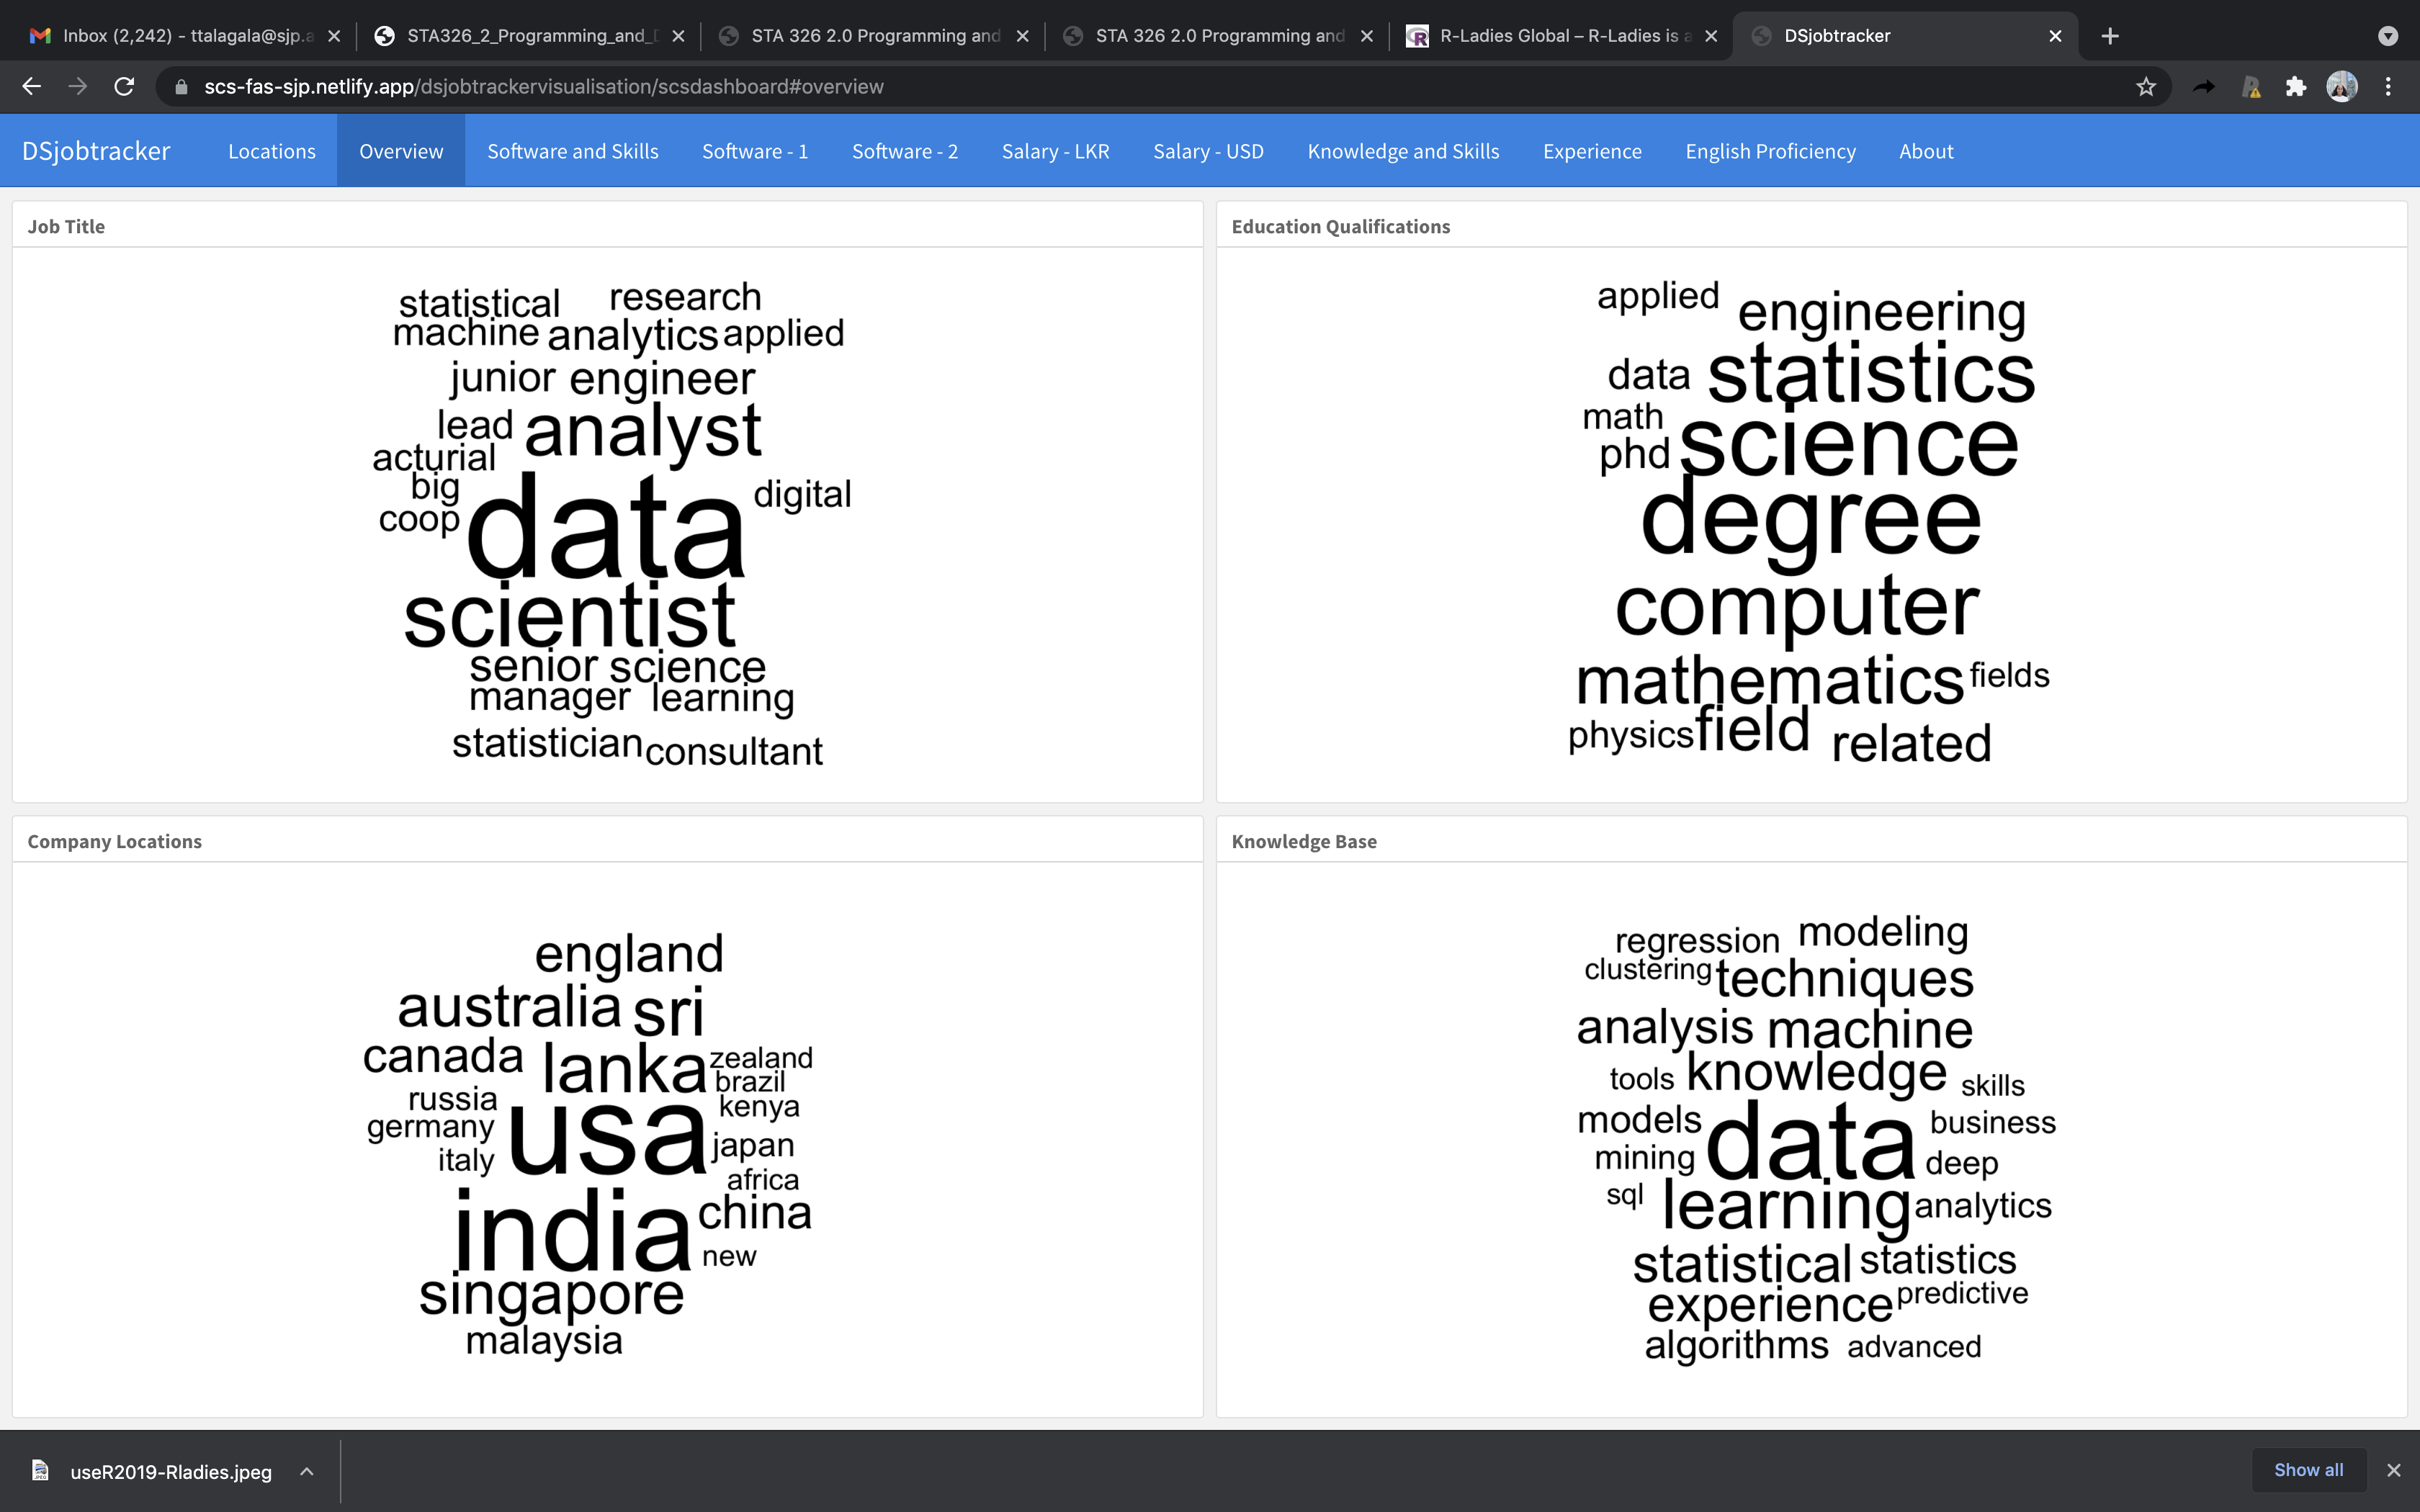 Inbox (2,242) - ttalagala@sjp.a
STA326_2_Programming_and_D
STA 326 2.0 Programming and
STA 326 2.0 Programming and
R-Ladies Global – R-Ladies is a
DSjobtracker
scs-fas-sjp.netlify.app/dsjobtrackervisualisation/scsdashboard#overview
DSjobtracker Locations Overview Software and Skills Software - 1 Software - 2 Salary - LKR Salary - USD Knowledge and Skills Experience English Proficiency About
Job Title
statistical research
machine analytics applied
junior engineer
lead analyst
acturial
big
digital
coop data
scientist
senior science
manager learning
statistician consultant
Education Qualifications
applied engineering
data statistics
math
phd science
degree
computer
mathematics fields
physics field related
Company Locations
england
australia sri
canada lanka zealand
brazil
russia kenya
germany usa japan
italy
africa
india china
new
singapore
malaysia
Knowledge Base
regression modeling
clustering techniques
analysis machine
tools knowledge skills
models data business
mining deep
sql learning analytics
statistical statistics
experience predictive
algorithms advanced
useR2019-Rladies.jpeg
Show all